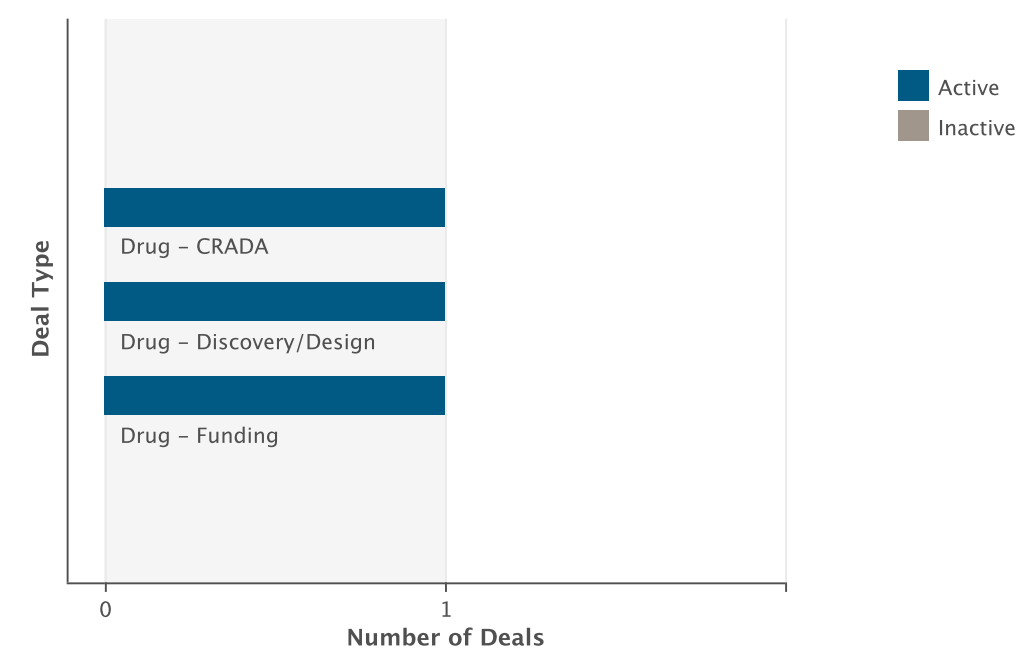 Active
Inactive
Drug – CRADA
Drug – Discovery/Design
Drug – Funding
Deal Type
0
1
Number of Deals